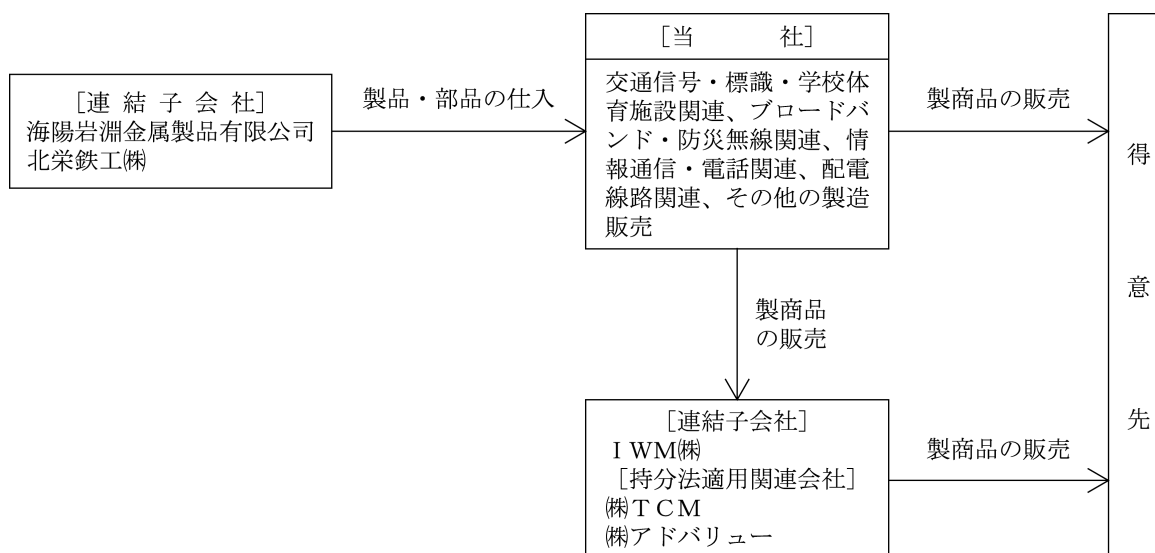 [連結子会社]
海陽岩淵金属製品有限公司
北栄鉄工㈱
製品・部品の仕入
[当社]
交通信号・標識・学校体
育施設関連、ブロードバ
ンド・防災無線関連、情
報通信・電話関連、配電
線路関連、その他の製造
販売
製商品の販売
製商品
の販売
[連結子会社]
ＩＷＭ㈱
[持分法適用関連会社]
㈱ＴＣＭ
㈱アドバリュー
製商品の販売
得意先